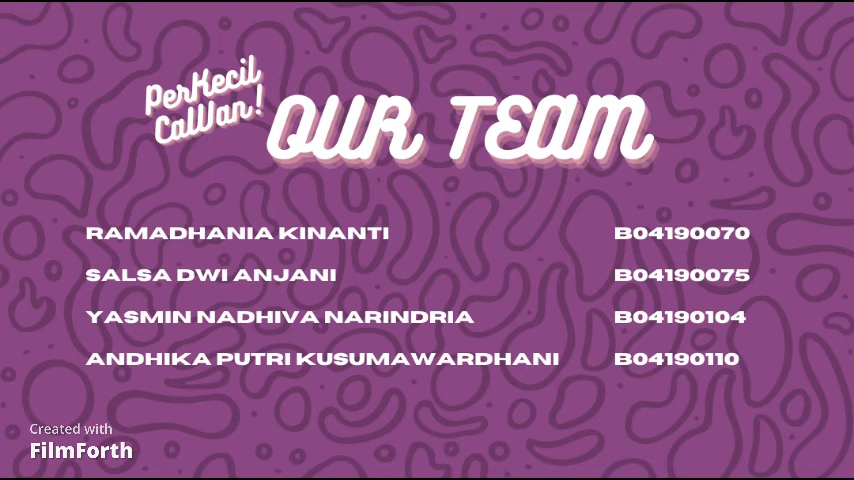 PerKecil
CaWan!
OUR TEAM
RAMADHANIA KINANTI B04190070
SALSA DWI ANJANI B04190075
YASMIN NADHIVA NARINDRIA B04190104
ANDHIKA PUTRI KUSUMAWARDHANI B04190110
Created with
FilmForth